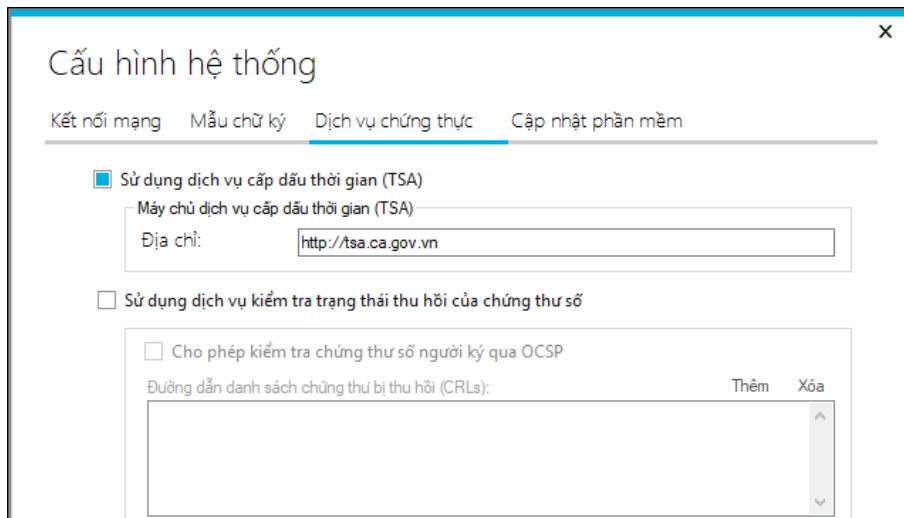 Cấu hình hệ thống
Kết nối mạng Mẫu chữ ký Dịch vụ chứng thực Cập nhật phần mềm
Sử dụng dịch vụ cấp dấu thời gian (TSA)
Máy chủ dịch vụ cấp dấu thời gian (TSA)
Địa chỉ: http://tsa.ca.gov.vn
Sử dụng dịch vụ kiểm tra trạng thái thu hồi của chứng thư số
Cho phép kiểm tra chứng thư số người ký qua OCSP
Đường dẫn danh sách chứng thư bị thu hồi (CRLs): Thêm Xóa